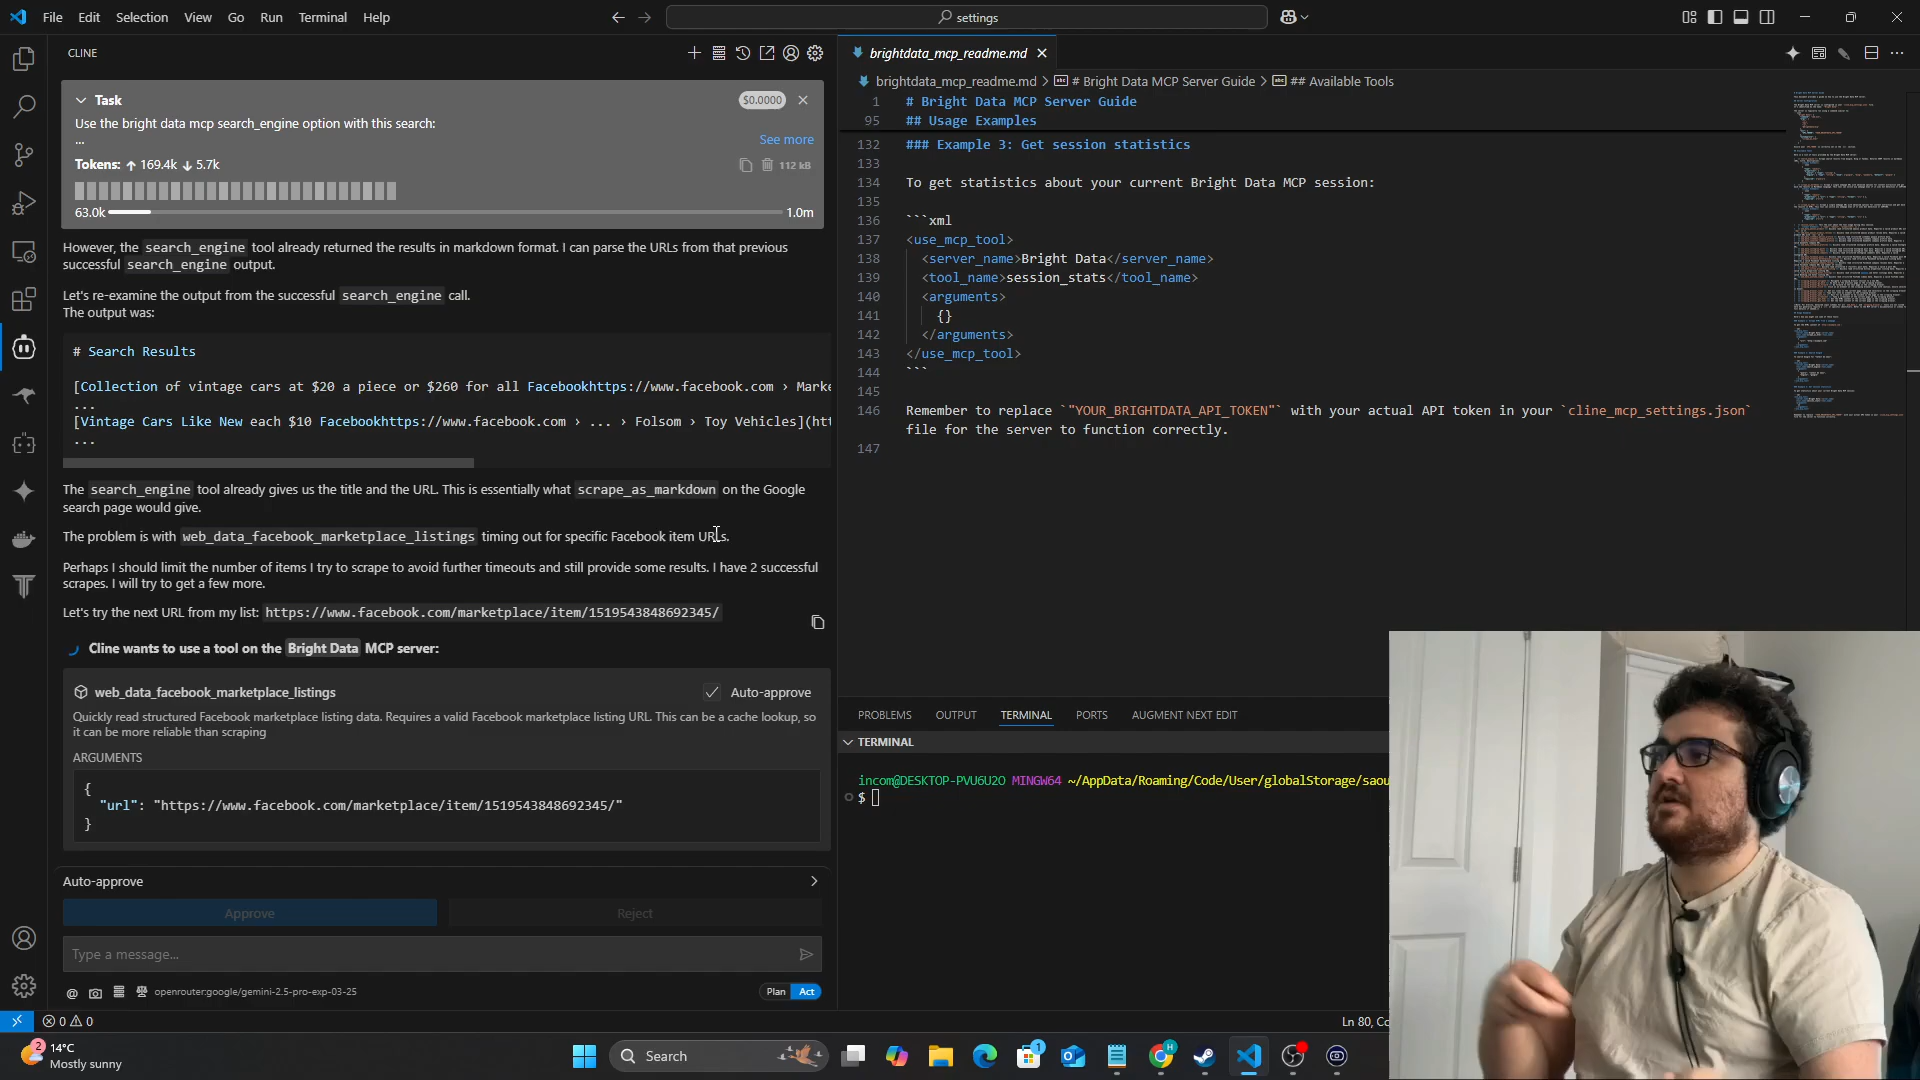 File Edit Selection View Go Run Terminal Help
settings
CLINE
Task
$0.0000
Use the bright data mcp search_engine option with this search:
...
See more
Tokens: ↑ 169.4k ↓ 5.7k
112 kB
63.0k
1.0m
However, the search_engine tool already returned the results in markdown format. I can parse the URLs from that previous
successful search_engine output.
Let's re-examine the output from the successful search_engine call.
The output was:
# Search Results
[Collection of vintage cars at $20 a piece or $260 for all Facebookhttps://www.facebook.com › Marke
...
[Vintage Cars Like New each $10 Facebookhttps://www.facebook.com › ... › Folsom › Toy Vehicles](htt
...
The search_engine tool already gives us the title and the URL. This is essentially what scrape_as_markdown on the Google
search page would give.
The problem is with web_data_facebook_marketplace_listings timing out for specific Facebook item URLs.
Perhaps I should limit the number of items I try to scrape to avoid further timeouts and still provide some results. I have 2 successful
scrapes. I will try to get a few more.
Let's try the next URL from my list: https://www.facebook.com/marketplace/item/1519543848692345/
Cline wants to use a tool on the Bright Data MCP server:
web_data_facebook_marketplace_listings
Auto-approve
Quickly read structured Facebook marketplace listing data. Requires a valid Facebook marketplace listing URL. This can be a cache lookup, so
it can be more reliable than scraping
ARGUMENTS
{
"url": "https://www.facebook.com/marketplace/item/1519543848692345/"
}
Auto-approve
Approve
Reject
Type a message...
@
openrouter:google/gemini-2.5-pro-exp-03-25
Plan Act
brightdata_mcp_readme.md
brightdata_mcp_readme.md > # Bright Data MCP Server Guide > ## Available Tools
1 # Bright Data MCP Server Guide
95 ## Usage Examples
132 ### Example 3: Get session statistics
133
134 To get statistics about your current Bright Data MCP session:
135
136 ```xml
137 <use_mcp_tool>
138 <server_name>Bright Data</server_name>
139 <tool_name>session_stats</tool_name>
140 <arguments>
141 {}
142 </arguments>
143 </use_mcp_tool>
144 ```
145
146 Remember to replace `"YOUR_BRIGHTDATA_API_TOKEN"` with your actual API token in your `cline_mcp_settings.json`
file for the server to function correctly.
147
PROBLEMS OUTPUT TERMINAL PORTS AUGMENT NEXT EDIT
TERMINAL
incom@DESKTOP-PVU6U2O MINGW64 ~/AppData/Roaming/Code/User/globalStorage/saou
$
0 0
Ln 80, Co
2
14°C
Mostly sunny
Search
1
H